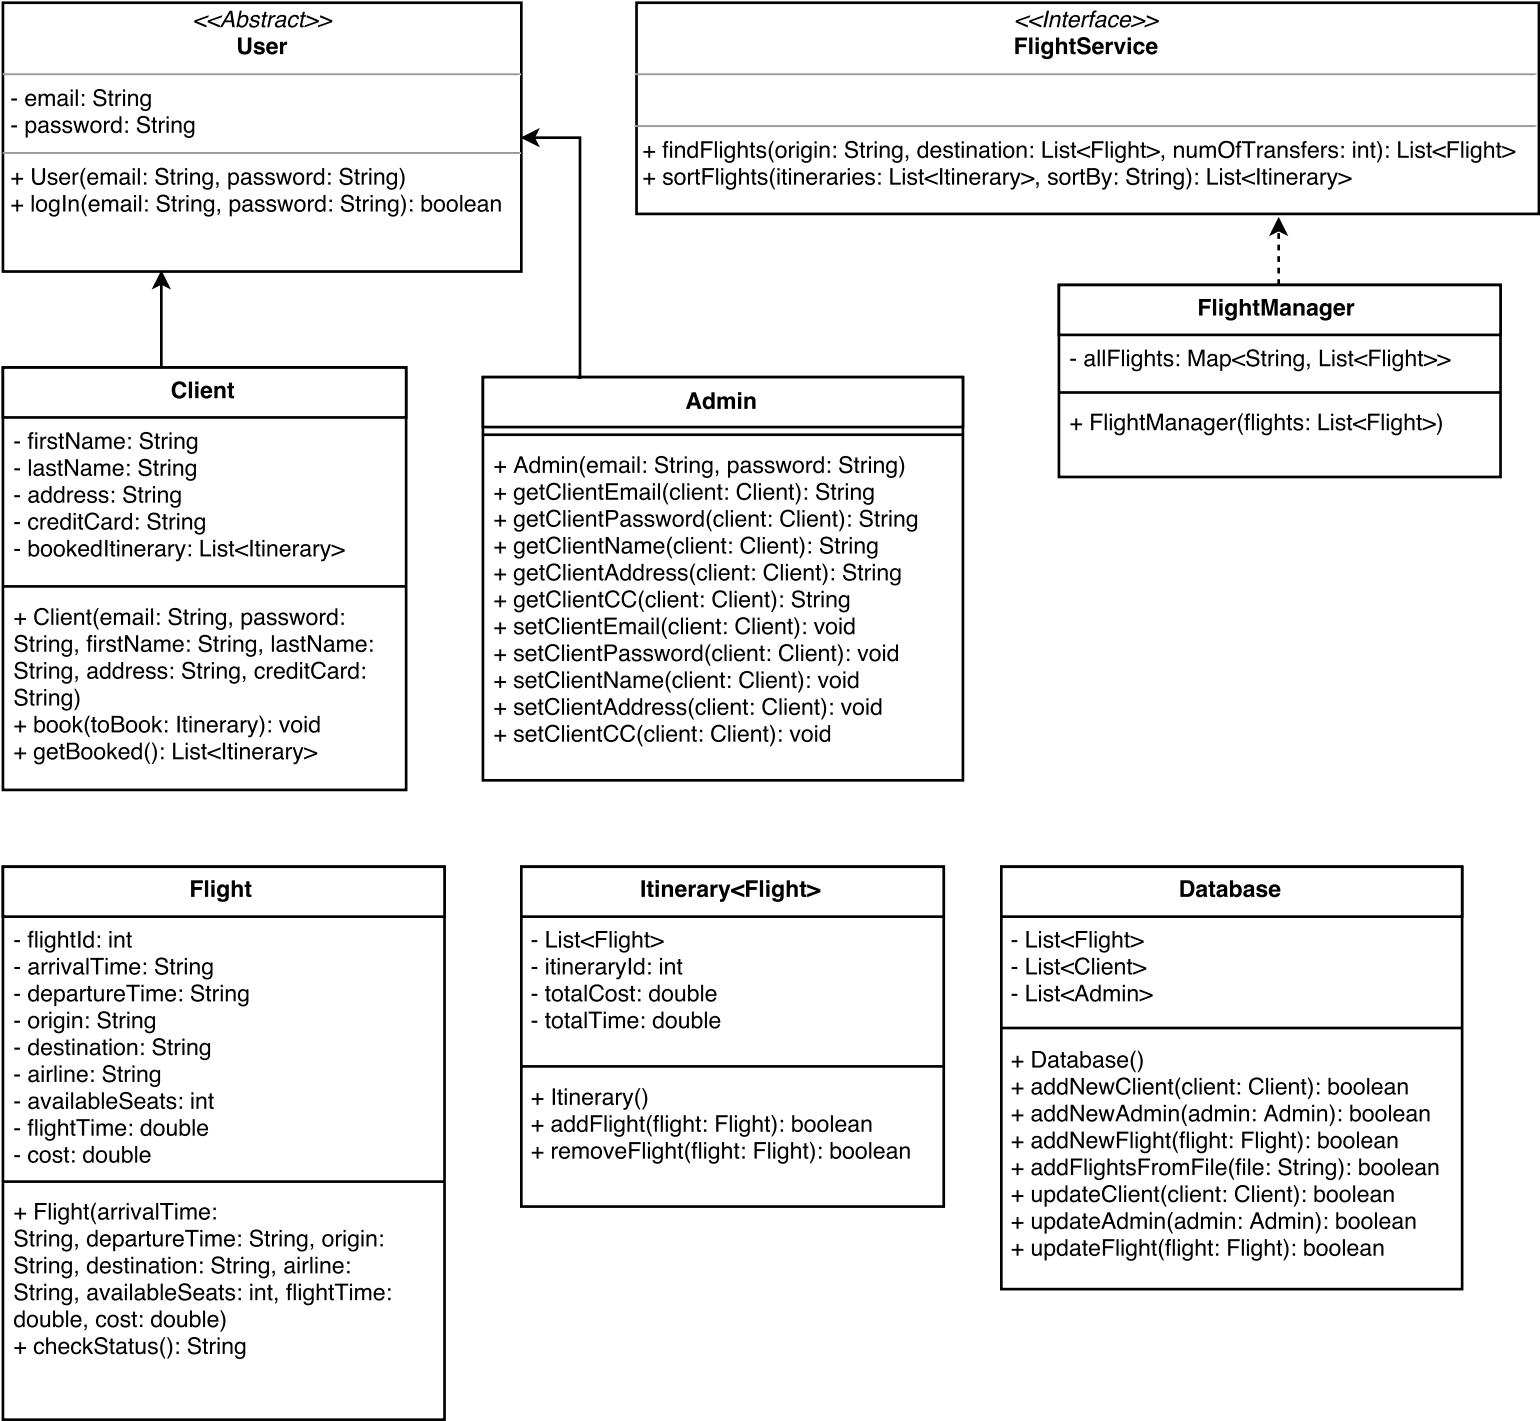 <<Abstract>>
User
- email: String
- password: String
+ User(email: String, password: String)
+ logIn(email: String, password: String): boolean
<<Interface>>
FlightService
+ findFlights(origin: String, destination: List<Flight>, numOfTransfers: int): List<Flight>
+ sortFlights(itineraries: List<Itinerary>, sortBy: String): List<Itinerary>
FlightManager
- allFlights: Map<String, List<Flight>>
+ FlightManager(flights: List<Flight>)
Client
- firstName: String
- lastName: String
- address: String
- creditCard: String
- bookedItinerary: List<Itinerary>
+ Client(email: String, password:
String, firstName: String, lastName:
String, address: String, creditCard:
String)
+ book(toBook: Itinerary): void
+ getBooked(): List<Itinerary>
Admin
+ Admin(email: String, password: String)
+ getClientEmail(client: Client): String
+ getClientPassword(client: Client): String
+ getClientName(client: Client): String
+ getClientAddress(client: Client): String
+ getClientCC(client: Client): String
+ setClientEmail(client: Client): void
+ setClientPassword(client: Client): void
+ setClientName(client: Client): void
+ setClientAddress(client: Client): void
+ setClientCC(client: Client): void
Flight
- flightId: int
- arrivalTime: String
- departureTime: String
- origin: String
- destination: String
- airline: String
- availableSeats: int
- flightTime: double
- cost: double
+ Flight(arrivalTime:
String, departureTime: String, origin:
String, destination: String, airline:
String, availableSeats: int, flightTime:
double, cost: double)
+ checkStatus(): String
Itinerary<Flight>
- List<Flight>
- itineraryId: int
- totalCost: double
- totalTime: double
+ Itinerary()
+ addFlight(flight: Flight): boolean
+ removeFlight(flight: Flight): boolean
Database
- List<Flight>
- List<Client>
- List<Admin>
+ Database()
+ addNewClient(client: Client): boolean
+ addNewAdmin(admin: Admin): boolean
+ addNewFlight(flight: Flight): boolean
+ addFlightsFromFile(file: String): boolean
+ updateClient(client: Client): boolean
+ updateAdmin(admin: Admin): boolean
+ updateFlight(flight: Flight): boolean